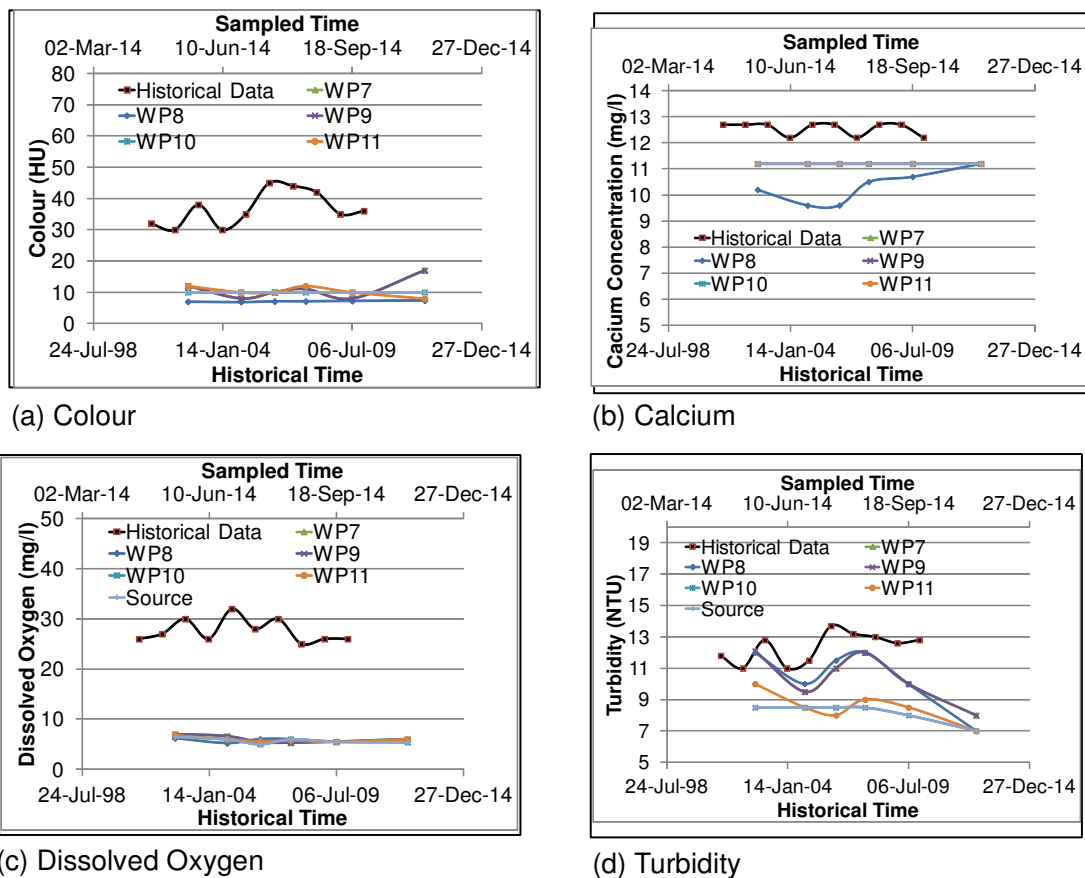 Sampled Time
02-Mar-14 10-Jun-14 18-Sep-14 27-Dec-14
80
70
60
50
40
30
20
10
0
Colour (HU)
Historical Data WP7
WP8 WP9
WP10 WP11
24-Jul-98 14-Jan-04 06-Jul-09 27-Dec-14
Historical Time
(a) Colour
Sampled Time
02-Mar-14 10-Jun-14 18-Sep-14 27-Dec-14
14
13
12
11
10
9
8
7
6
5
Cacium Concentration (mg/l)
Historical Data WP7
WP8 WP9
WP10 WP11
24-Jul-98 14-Jan-04 06-Jul-09 27-Dec-14
Historical Time
(b) Calcium
Sampled Time
02-Mar-14 10-Jun-14 18-Sep-14 27-Dec-14
50
40
30
20
10
0
Dissolved Oxygen (mg/l)
Historical Data WP7
WP8 WP9
WP10 WP11
Source
24-Jul-98 14-Jan-04 06-Jul-09 27-Dec-14
Historical Time
(c) Dissolved Oxygen
Sampled Time
02-Mar-14 10-Jun-14 18-Sep-14 27-Dec-14
19
17
15
13
11
9
7
5
Turbidity (NTU)
Historical Data WP7
WP8 WP9
WP10 WP11
Source
24-Jul-98 14-Jan-04 06-Jul-09 27-Dec-14
Historical Time
(d) Turbidity